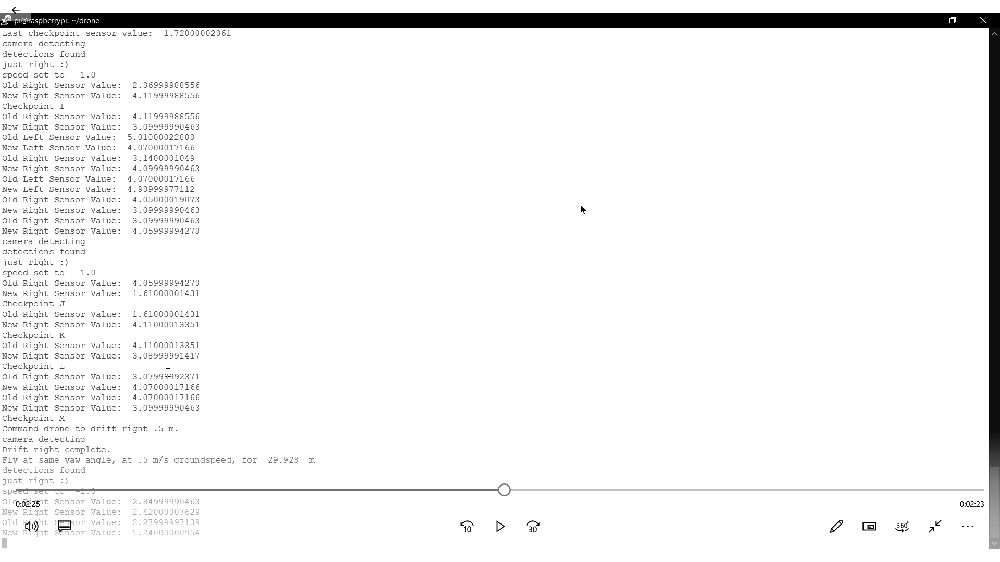 pi@raspberrypi: ~/drone
Last checkpoint sensor value:  1.72000002861
camera detecting
detections found
just right :)
speed set to  -1.0
Old Right Sensor Value:  2.86999988556
New Right Sensor Value:  4.11999988556
Checkpoint I
Old Right Sensor Value:  4.11999988556
New Right Sensor Value:  3.09999990463
Old Left Sensor Value:  5.01000022888
New Left Sensor Value:  4.07000017166
Old Right Sensor Value:  3.1400001049
New Right Sensor Value:  4.09999990463
Old Left Sensor Value:  4.07000017166
New Left Sensor Value:  4.98999977112
Old Right Sensor Value:  4.05000019073
New Right Sensor Value:  3.09999990463
Old Right Sensor Value:  3.09999990463
New Right Sensor Value:  4.05999994278
camera detecting
detections found
just right :)
speed set to  -1.0
Old Right Sensor Value:  4.05999994278
New Right Sensor Value:  1.61000001431
Checkpoint J
Old Right Sensor Value:  1.61000001431
New Right Sensor Value:  4.11000013351
Checkpoint K
Old Right Sensor Value:  4.11000013351
New Right Sensor Value:  3.08999991417
Checkpoint L
Old Right Sensor Value:  3.07999992371
New Right Sensor Value:  4.07000017166
Old Right Sensor Value:  4.07000017166
New Right Sensor Value:  3.09999990463
Checkpoint M
Command drone to drift right .5 m.
camera detecting
Drift right complete.
Fly at same yaw angle, at .5 m/s groundspeed, for  29.928  m
detections found
just right :)
speed set to  -1.0
Old Right Sensor Value:  2.84999990463
0:02:25
0:02:23
New Right Sensor Value:  2.42000007629
Old Right Sensor Value:  2.27999997139
New Right Sensor Value:  1.24000000954
10
30
360°